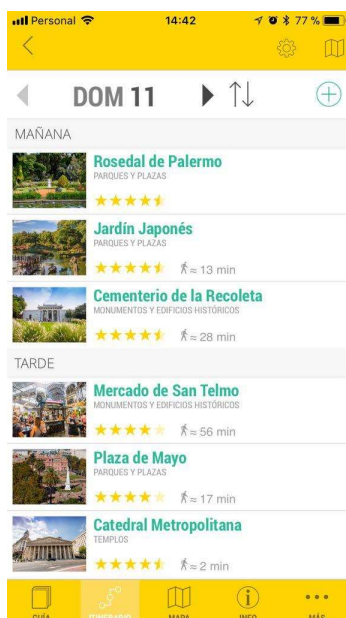 Personal 14:42 77 %
DOM 11
MAÑANA
Rosedal de Palermo
PARQUES Y PLAZAS
Jardín Japonés
PARQUES Y PLAZAS
≈ 13 min
Cementerio de la Recoleta
MONUMENTOS Y EDIFICIOS HISTÓRICOS
≈ 28 min
TARDE
Mercado de San Telmo
MONUMENTOS Y EDIFICIOS HISTÓRICOS
≈ 56 min
Plaza de Mayo
PARQUES Y PLAZAS
≈ 17 min
Catedral Metropolitana
TEMPLOS
≈ 2 min
GUÍA ITINERARIO MAPA INFO MÁS